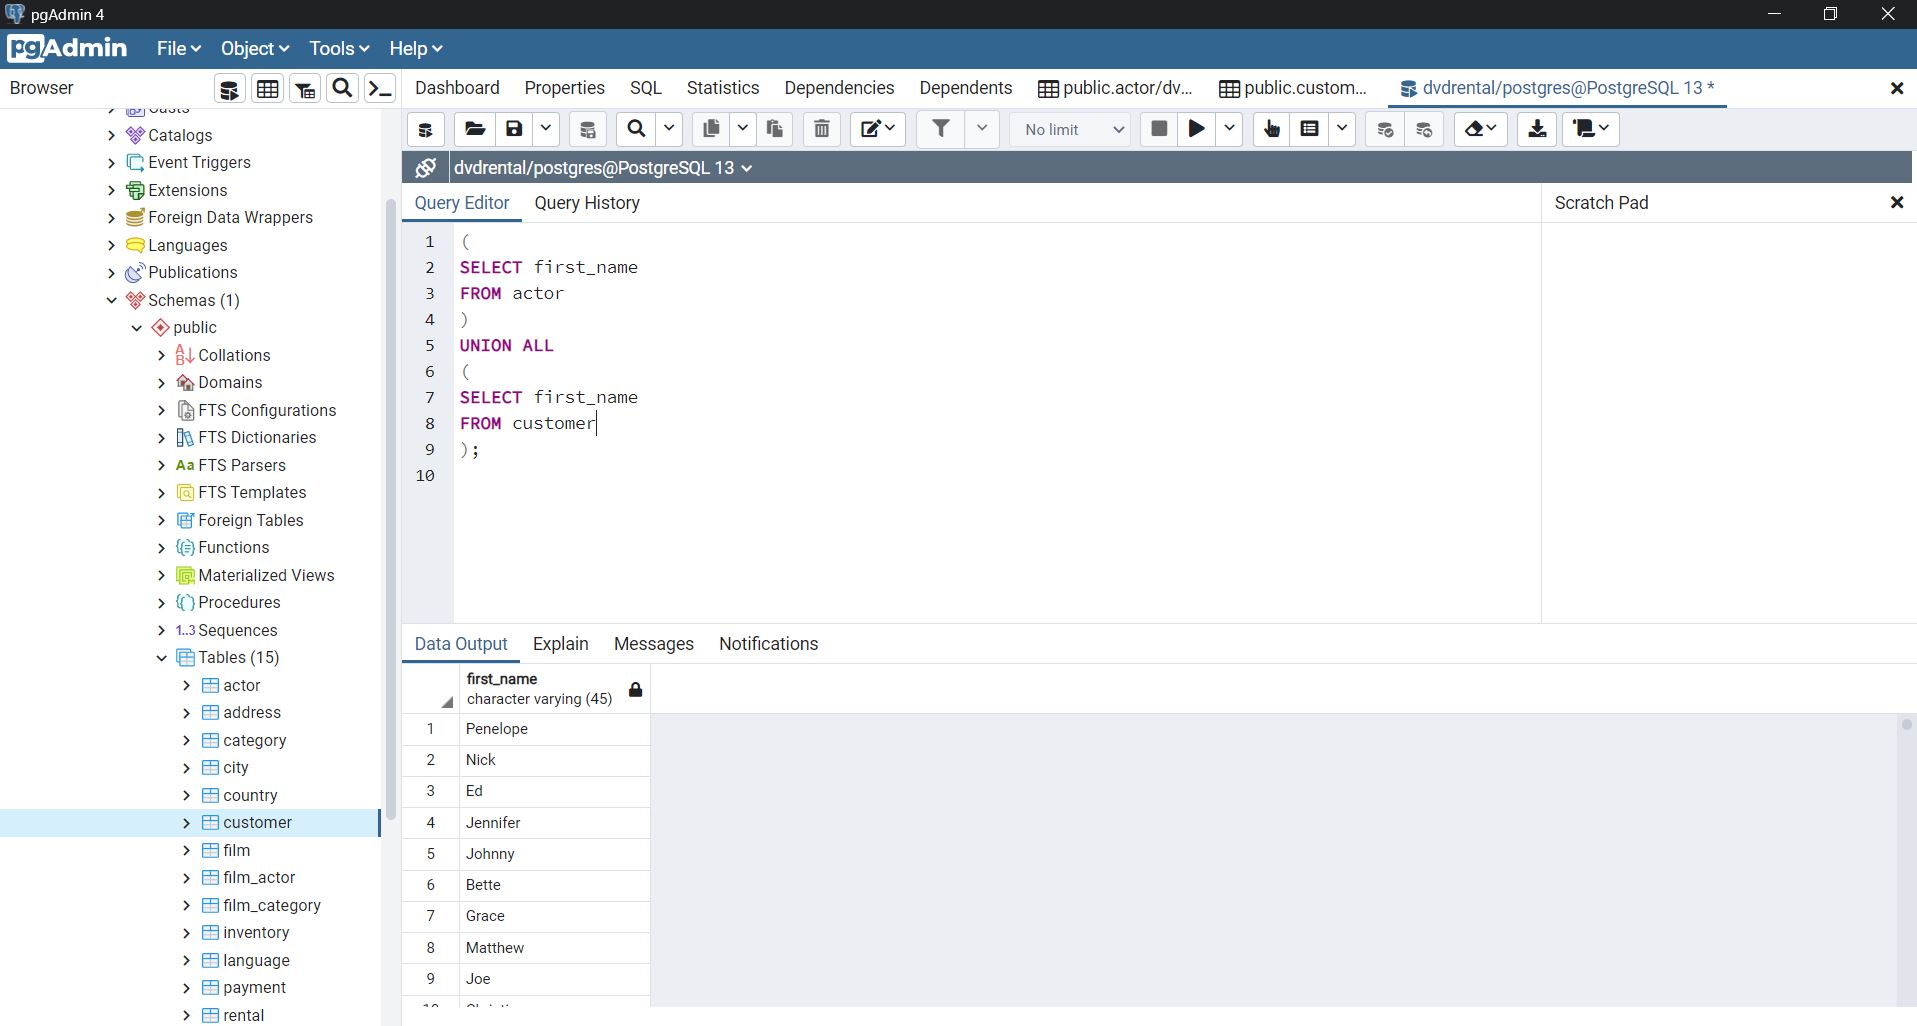 pgAdmin 4
pgAdmin File Object Tools Help
Browser
Dashboard Properties SQL Statistics Dependencies Dependents public.actor/dv... public.custom... dvdrental/postgres@PostgreSQL 13 *
No limit
dvdrental/postgres@PostgreSQL 13
Query Editor Query History
Scratch Pad
Casts
Catalogs
Event Triggers
Extensions
Foreign Data Wrappers
Languages
Publications
Schemas (1)
public
Collations
Domains
FTS Configurations
FTS Dictionaries
Aa FTS Parsers
FTS Templates
Foreign Tables
Functions
Materialized Views
Procedures
1..3 Sequences
Tables (15)
actor
address
category
city
country
customer
film
film_actor
film_category
inventory
language
payment
rental
1 (
2 SELECT first_name
3 FROM actor
4 )
5 UNION ALL
6 (
7 SELECT first_name
8 FROM customer
9 );
10
Data Output Explain Messages Notifications
first_name
character varying (45)
1 Penelope
2 Nick
3 Ed
4 Jennifer
5 Johnny
6 Bette
7 Grace
8 Matthew
9 Joe